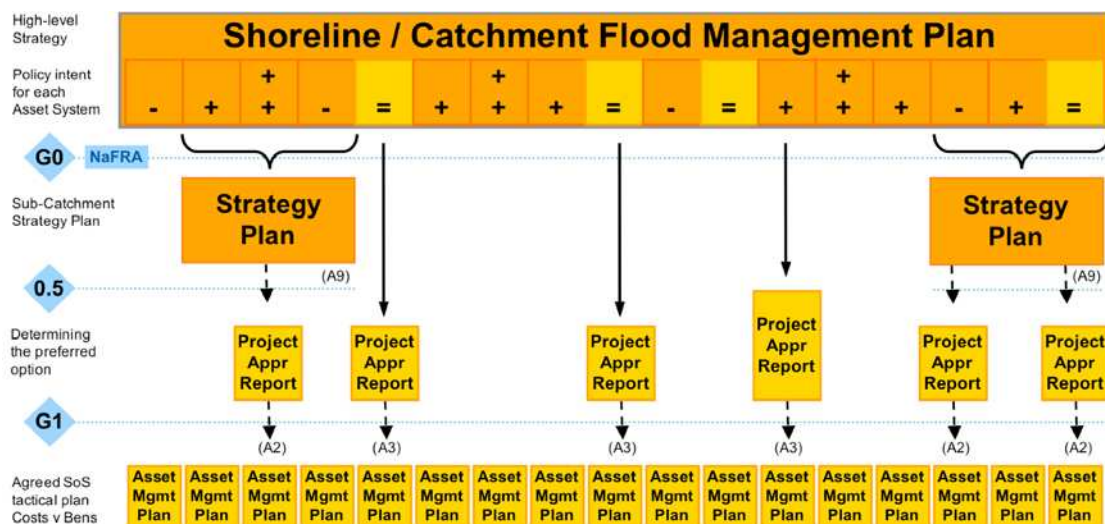 High-level
Strategy
Shoreline / Catchment Flood Management Plan
Policy intent
for each
Asset System
+ + +
- + + - = + + + = - = + + + - + =
G0 NaFRA
Sub-Catchment
Strategy Plan
Strategy
Plan
Strategy
Plan
(A9) (A9)
0.5
Determining
the preferred
option
Project
Appr
Report
Project
Appr
Report
Project
Appr
Report
Project
Appr
Report
Project
Appr
Report
Project
Appr
Report
G1
(A2) (A3) (A3) (A3) (A2) (A2)
Agreed SoS
tactical plan
Costs v Bens
Asset Asset Asset Asset Asset Asset Asset Asset Asset Asset Asset Asset Asset Asset Asset Asset Asset
Mgmt Mgmt Mgmt Mgmt Mgmt Mgmt Mgmt Mgmt Mgmt Mgmt Mgmt Mgmt Mgmt Mgmt Mgmt Mgmt Mgmt
Plan Plan Plan Plan Plan Plan Plan Plan Plan Plan Plan Plan Plan Plan Plan Plan Plan